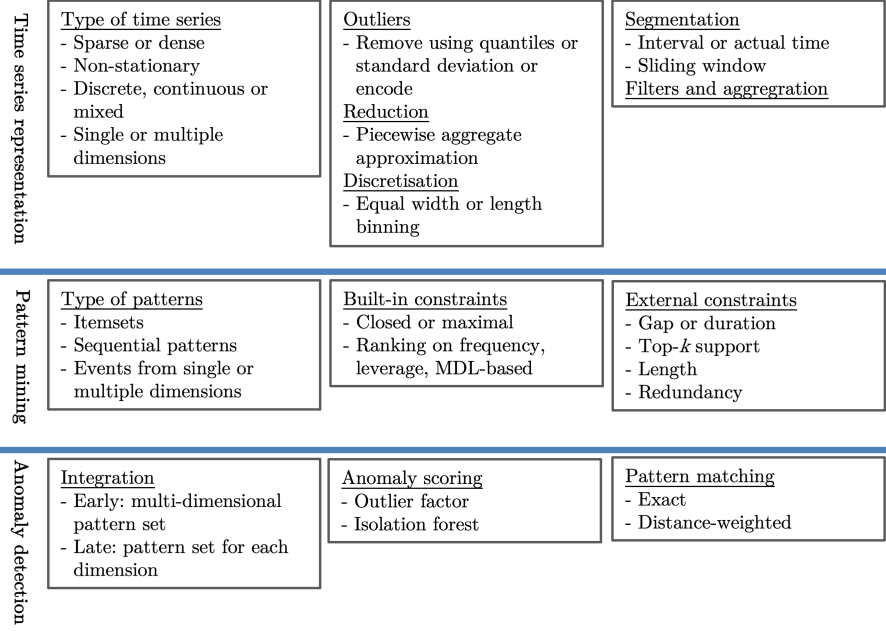 Time series representation
Type of time series
- Sparse or dense
- Non-stationary
- Discrete, continuous or
mixed
- Single or multiple
dimensions
Outliers
- Remove using quantiles or
standard deviation or
encode
Reduction
- Piecewise aggregate
approximation
Discretisation
- Equal width or length
binning
Segmentation
- Interval or actual time
- Sliding window
Filters and aggregration
Pattern mining
Type of patterns
- Itemsets
- Sequential patterns
- Events from single or
multiple dimensions
Built-in constraints
- Closed or maximal
- Ranking on frequency,
leverage, MDL-based
External constraints
- Gap or duration
- Top-k support
- Length
- Redundancy
Anomaly detection
Integration
- Early: multi-dimensional
pattern set
- Late: pattern set for each
dimension
Anomaly scoring
- Outlier factor
- Isolation forest
Pattern matching
- Exact
- Distance-weighted